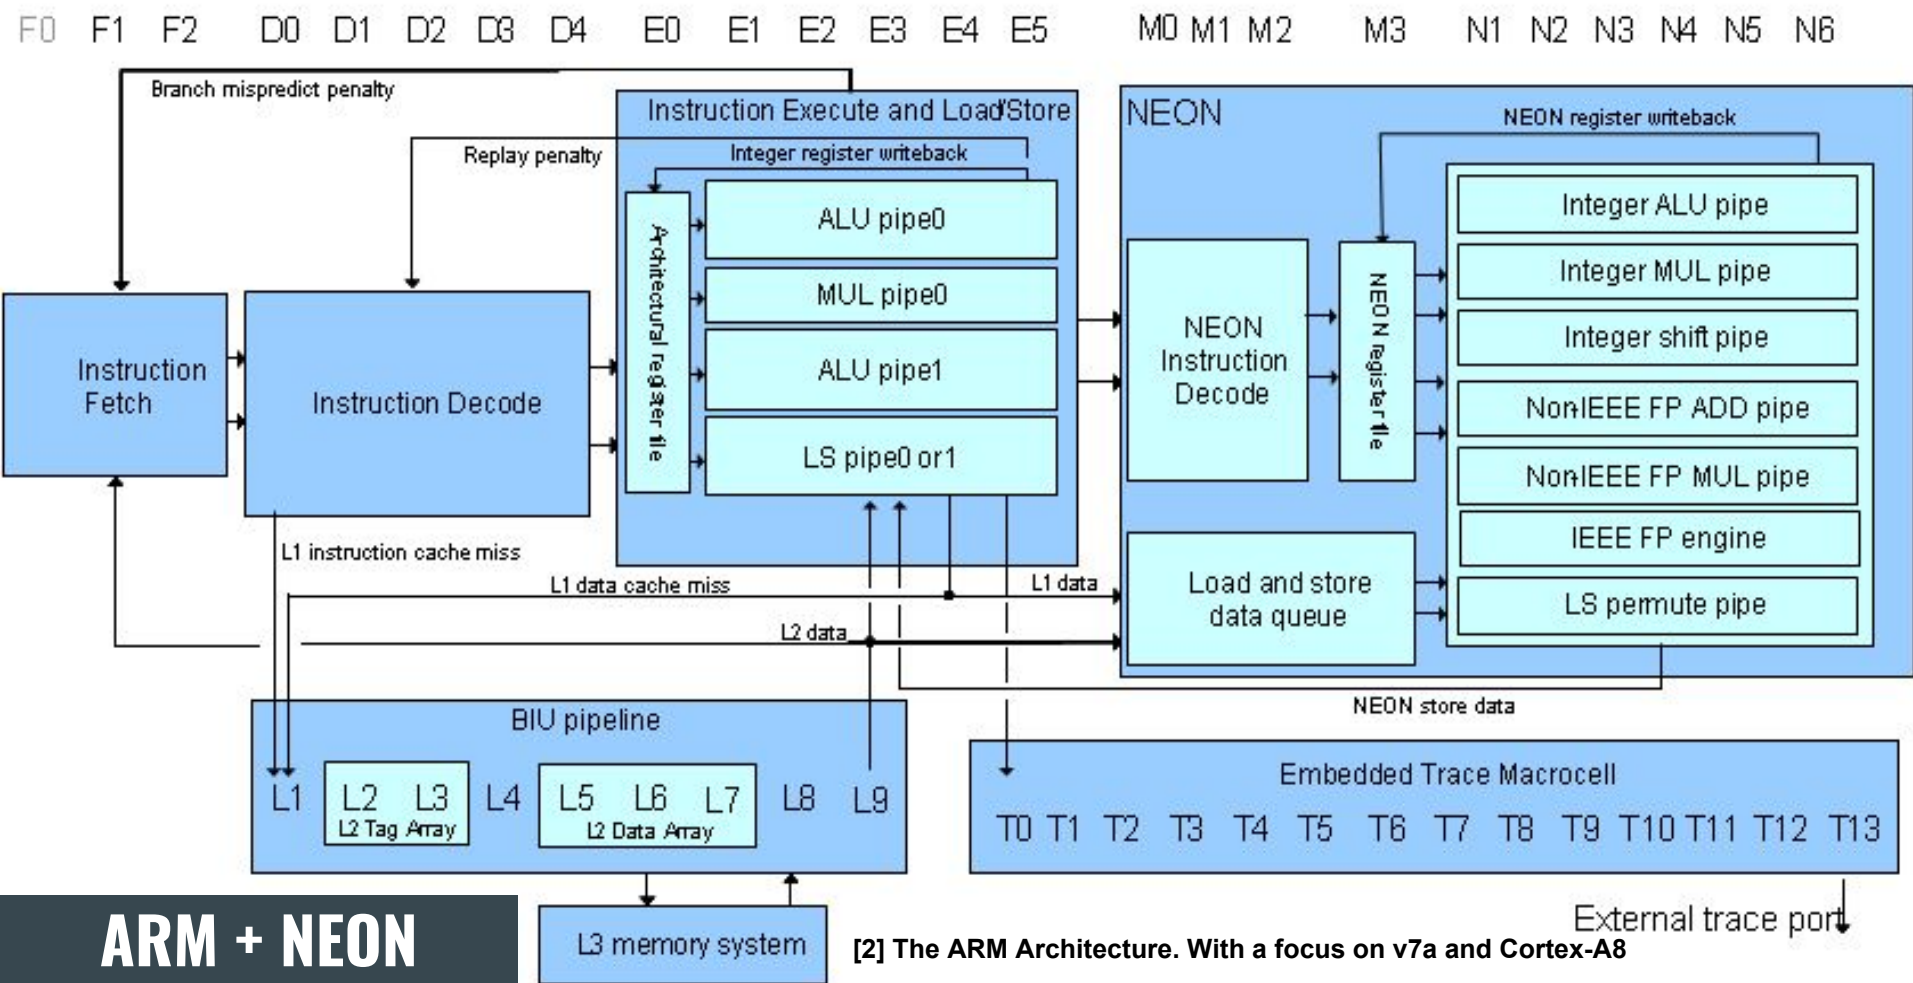 F0 F1 F2 D0 D1 D2 D3 D4 E0 E1 E2 E3 E4 E5 M0 M1 M2 M3 N1 N2 N3 N4 N5 N6
Branch mispredict penalty
Instruction Execute and Load/Store
NEON
NEON register writeback
Replay penalty
Integer register writeback
Instruction
Fetch
Instruction Decode
Architectural register file
ALU pipe0
MUL pipe0
ALU pipe1
LS pipe0 or1
NEON
Instruction
Decode
NEON register file
Integer ALU pipe
Integer MUL pipe
Integer shift pipe
Non-IEEE FP ADD pipe
Non-IEEE FP MUL pipe
IEEE FP engine
LS permute pipe
L1 instruction cache miss
L1 data cache miss
L1 data
L2 data
Load and store
data queue
NEON store data
BIU pipeline
L1 L2 L3 L4 L5 L6 L7 L8 L9
L2 Tag Array
L2 Data Array
Embedded Trace Macrocell
T0 T1 T2 T3 T4 T5 T6 T7 T8 T9 T10 T11 T12 T13
External trace port
L3 memory system
ARM + NEON
[2] The ARM Architecture. With a focus on v7a and Cortex-A8